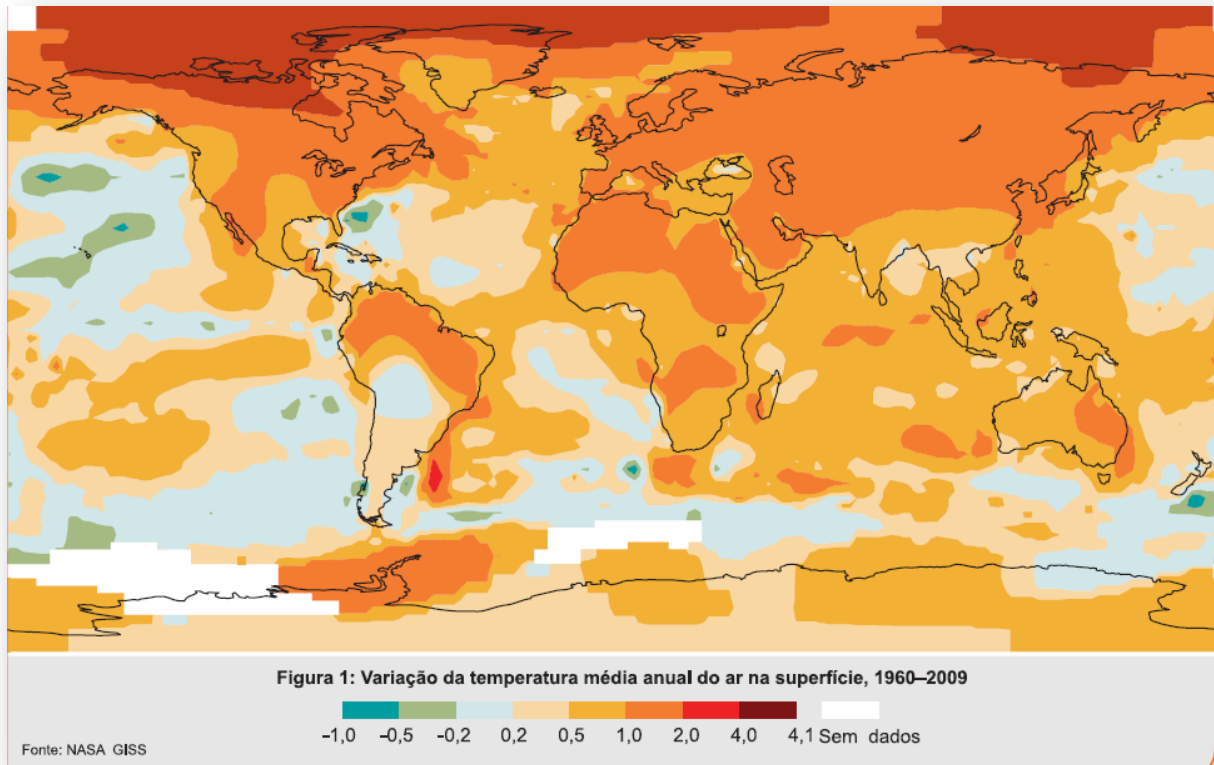 Figura 1: Variação da temperatura média anual do ar na superfície, 1960–2009
-1,0 -0,5 -0,2 0,2 0,5 1,0 2,0 4,0 4,1 Sem dados
Fonte: NASA GISS